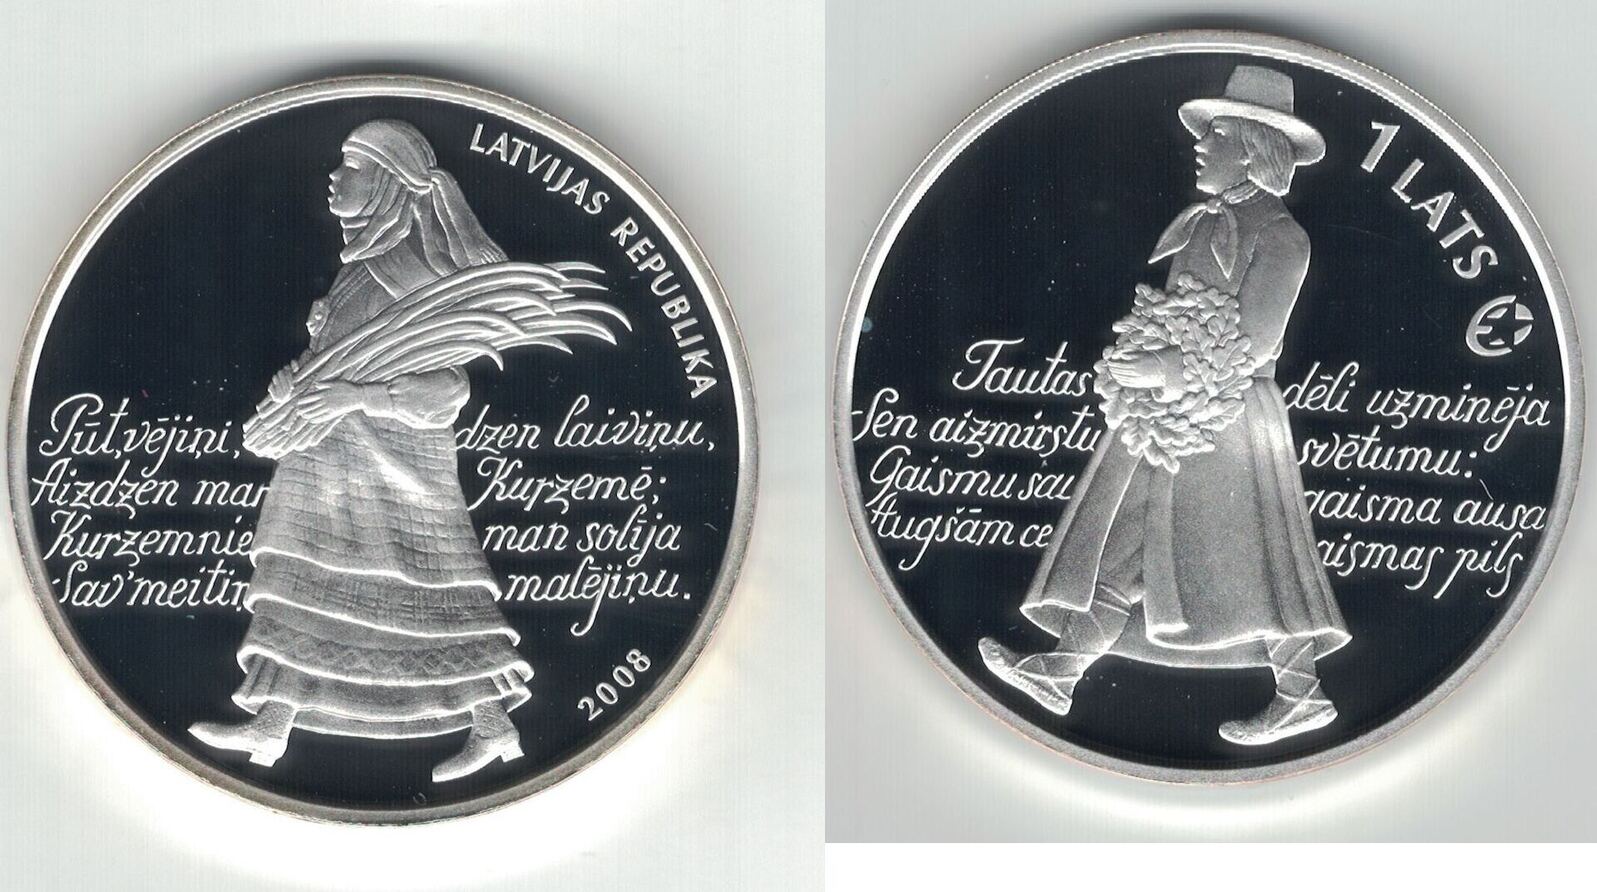 LATVIJAS REPUBLIKA
Pūt, vējiņi, dzen laiviņu,
Aizdzen man Kurzemē;
Kurzemnie man solīja
Sav' meitiņ malējiņu.
2008
1 LATS
Tautas dēli uzminēja
Sen aizmirstu svētumu:
Gaismu sau gaisma ausa
Augšām ce aismas pils